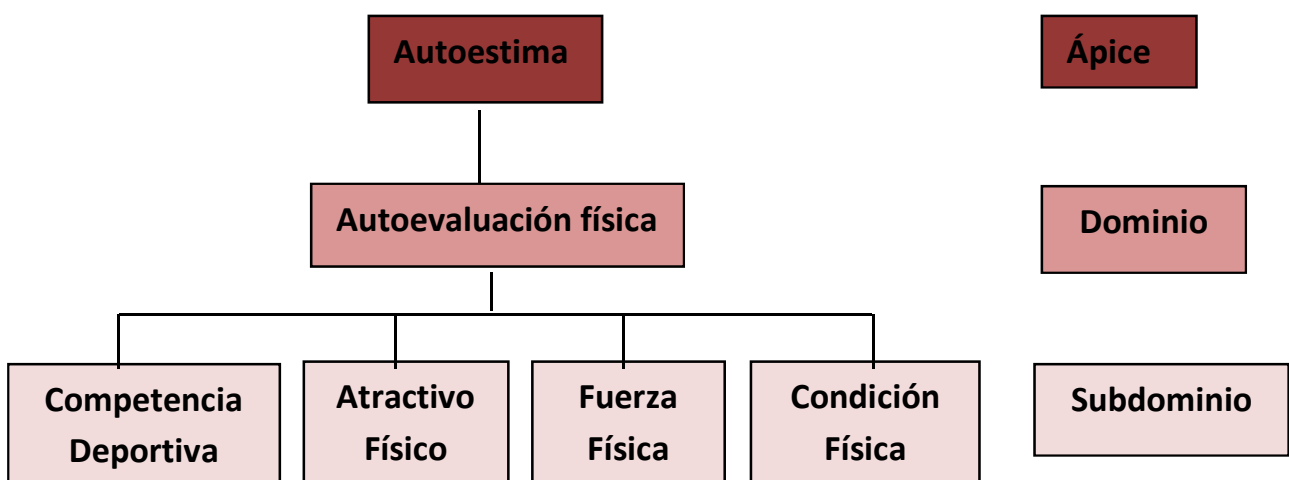 Autoestima
Ápice
Autoevaluación física
Dominio
Competencia
Deportiva
Atractivo
Físico
Fuerza
Física
Condición
Física
Subdominio